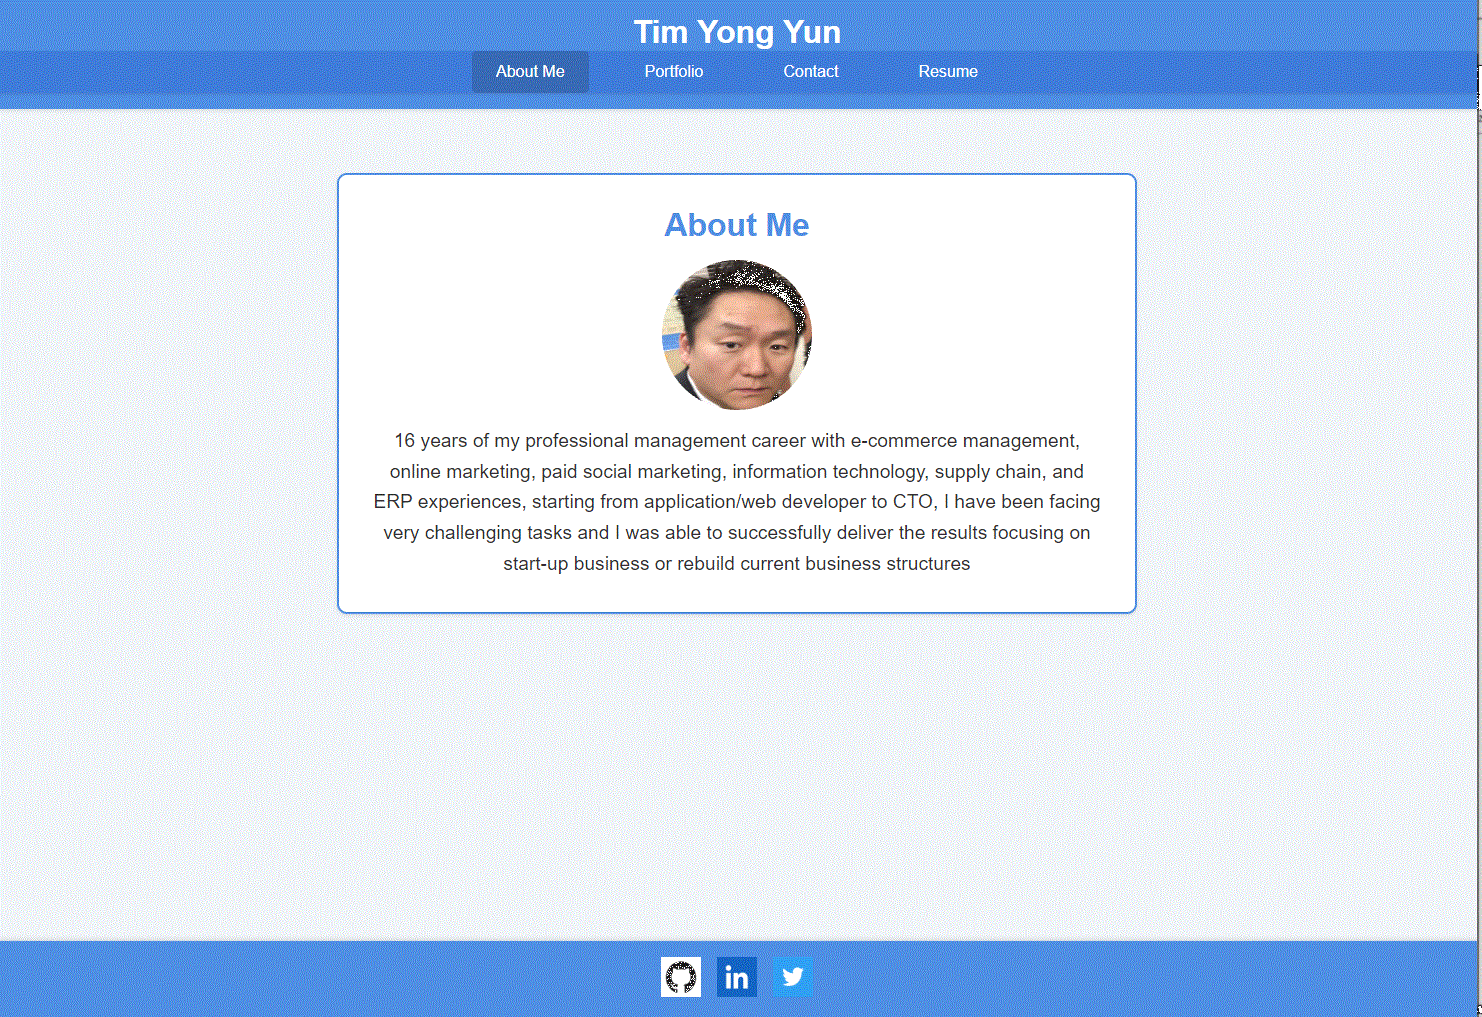 Tim Yong Yun
About Me
Portfolio
Contact
Resume
About Me
16 years of my professional management career with e-commerce management,
online marketing, paid social marketing, information technology, supply chain, and
ERP experiences, starting from application/web developer to CTO, I have been facing
very challenging tasks and I was able to successfully deliver the results focusing on
start-up business or rebuild current business structures
in